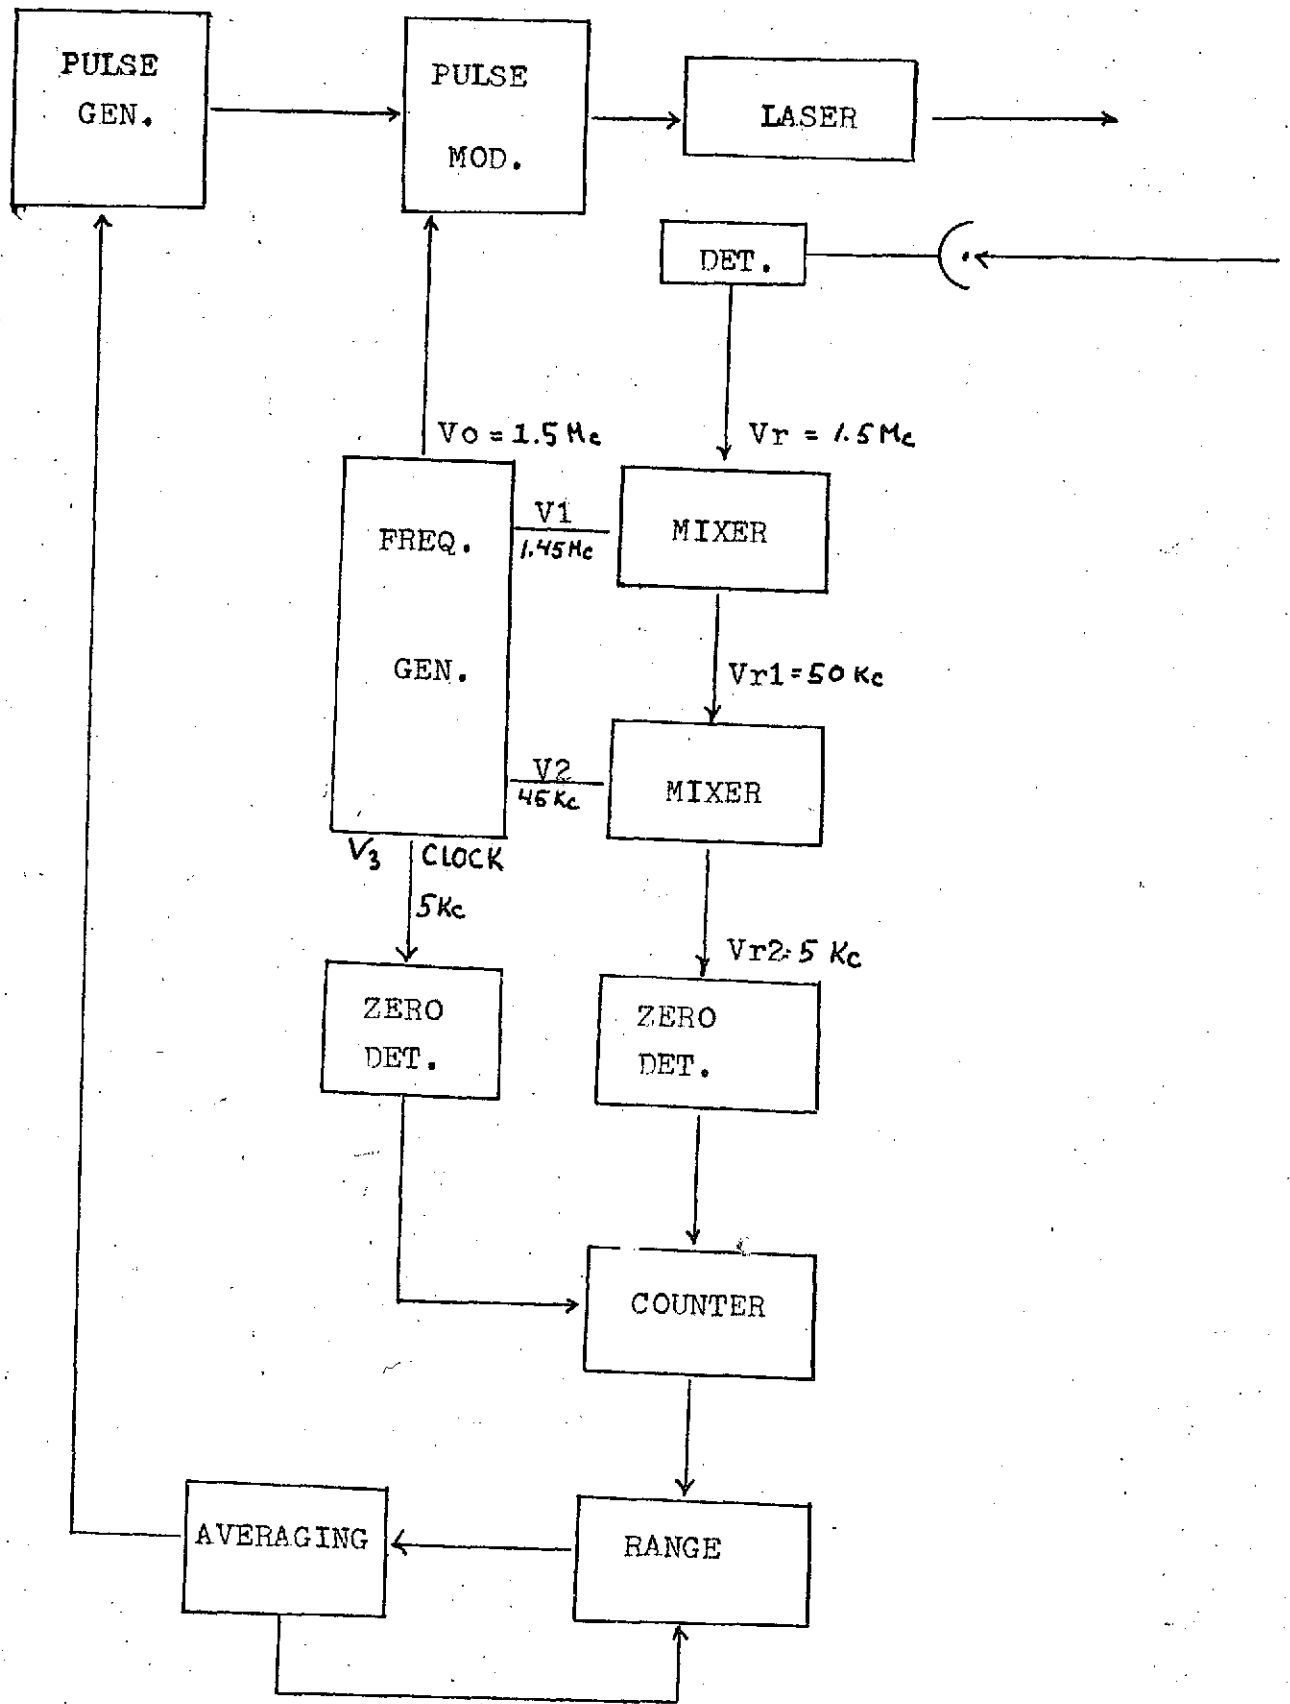 PULSE
GEN.
PULSE
MOD.
LASER
DET.
Vo = 1.5 Mc
Vr = 1.5 Mc
FREQ.
GEN.
V1
1.45 Mc
MIXER
Vr1 = 50 Kc
V2
45 Kc
MIXER
V3 CLOCK
5 Kc
Vr2 = 5 Kc
ZERO
DET.
ZERO
DET.
COUNTER
AVERAGING
RANGE